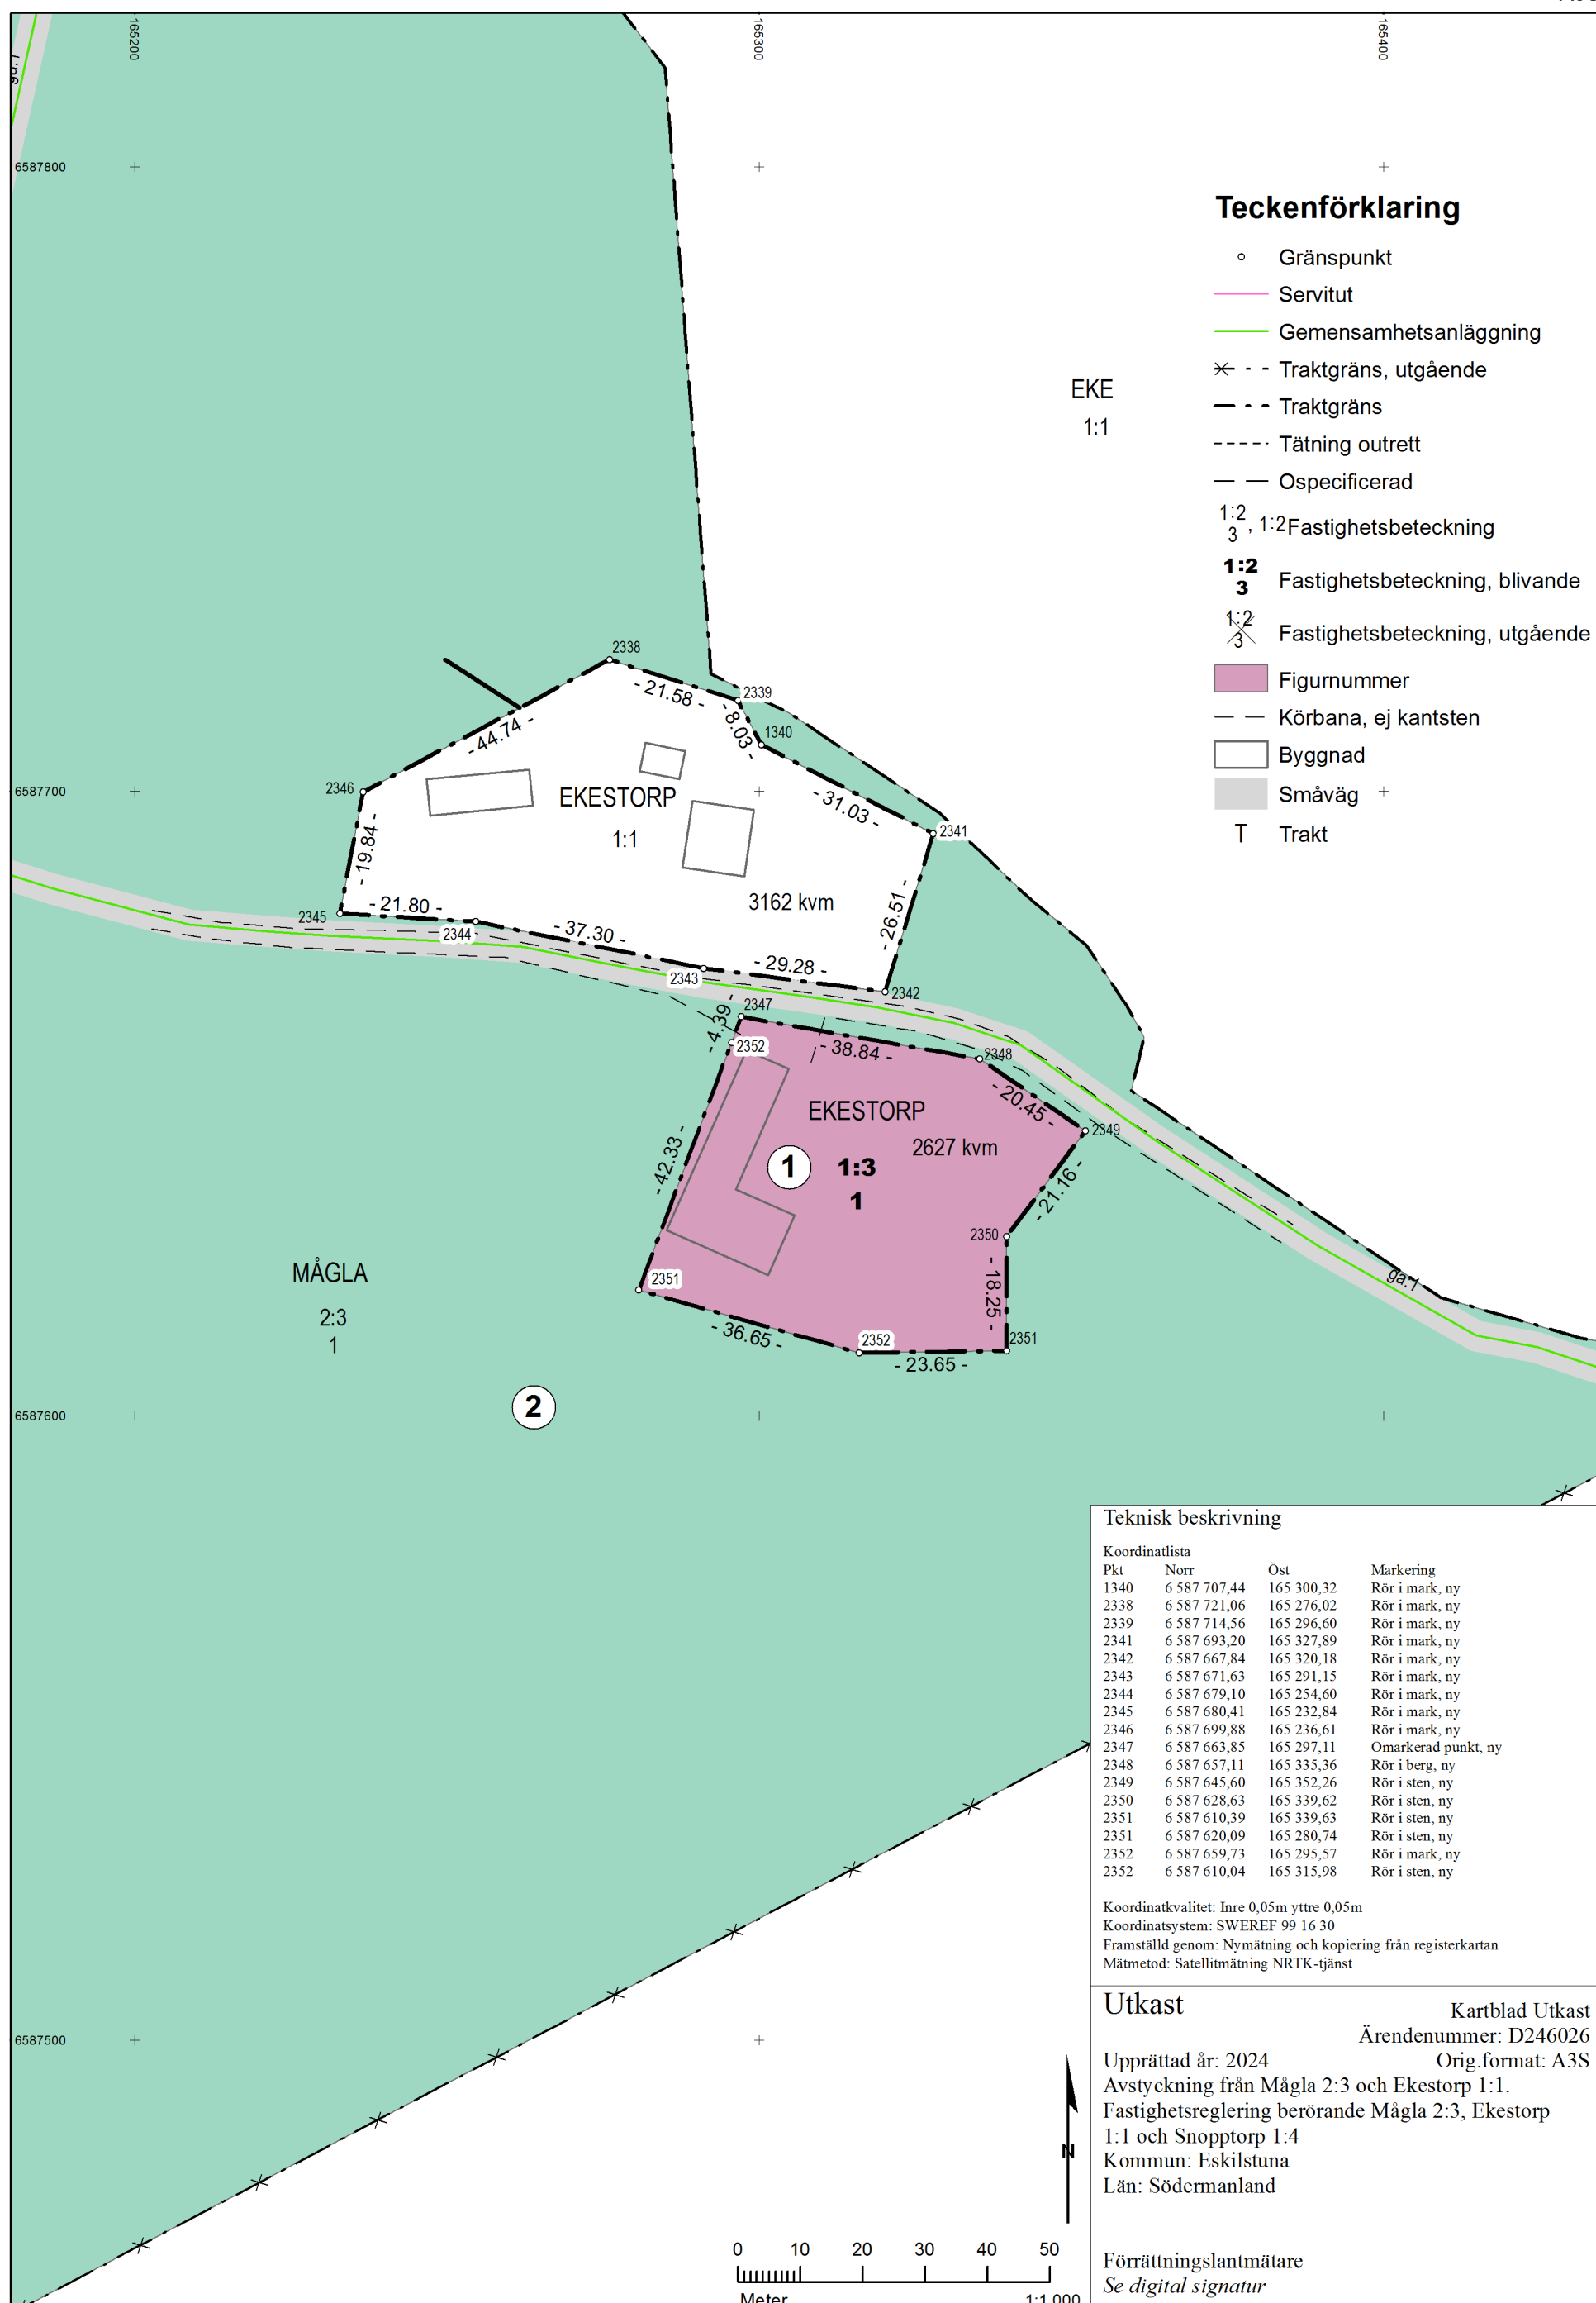 165200
165300
165400
ga:1
6587800
6587700
6587600
6587500
EKE
1:1
Teckenförklaring
Gränspunkt
Servitut
Gemensamhetsanläggning
Traktgräns, utgående
Traktgräns
Tätning outrett
Ospecificerad
1:2
3 , 1:2 Fastighetsbeteckning
1:2
3 Fastighetsbeteckning, blivande
1:2
3 Fastighetsbeteckning, utgående
Figurnummer
Körbana, ej kantsten
Byggnad
Småväg
T Trakt
2338
- 21.58 -
2339
- 8.03 -
1340
- 44.74 -
2346
EKESTORP
1:1
- 31.03 -
2341
- 19.84 -
3162 kvm
- 26.51 -
2345
- 21.80 -
2344
- 37.30 -
2343
- 29.28 -
2342
2347
- 4.39 -
2352
- 38.84 -
2348
- 20.45 -
2349
EKESTORP
2627 kvm
1
1:3
1
- 42.33 -
- 21.16 -
2350
- 18.25 -
2351
2351
- 36.65 -
2352
- 23.65 -
MÅGLA
2:3
1
ga:1
2
Teknisk beskrivning
Koordinatlista
Pkt Norr Öst Markering
1340 6 587 707,44 165 300,32 Rör i mark, ny
2338 6 587 721,06 165 276,02 Rör i mark, ny
2339 6 587 714,56 165 296,60 Rör i mark, ny
2341 6 587 693,20 165 327,89 Rör i mark, ny
2342 6 587 667,84 165 320,18 Rör i mark, ny
2343 6 587 671,63 165 291,15 Rör i mark, ny
2344 6 587 679,10 165 254,60 Rör i mark, ny
2345 6 587 680,41 165 232,84 Rör i mark, ny
2346 6 587 699,88 165 236,61 Rör i mark, ny
2347 6 587 663,85 165 297,11 Omarkerad punkt, ny
2348 6 587 657,11 165 335,36 Rör i berg, ny
2349 6 587 645,60 165 352,26 Rör i sten, ny
2350 6 587 628,63 165 339,62 Rör i sten, ny
2351 6 587 610,39 165 339,63 Rör i sten, ny
2351 6 587 620,09 165 280,74 Rör i sten, ny
2352 6 587 659,73 165 295,57 Rör i mark, ny
2352 6 587 610,04 165 315,98 Rör i sten, ny
Koordinatkvalitet: Inre 0,05m yttre 0,05m
Koordinatsystem: SWEREF 99 16 30
Framställd genom: Nymätning och kopiering från registerkartan
Mätmetod: Satellitmätning NRTK-tjänst
Utkast
Kartblad Utkast
Ärendenummer: D246026
Upprättad år: 2024 Orig.format: A3S
Avstyckning från Mågla 2:3 och Ekestorp 1:1.
Fastighetsreglering berörande Mågla 2:3, Ekestorp
1:1 och Snopptorp 1:4
Kommun: Eskilstuna
Län: Södermanland
Förrättningslantmätare
Se digital signatur
N
0 10 20 30 40 50
Meter 1:1 000